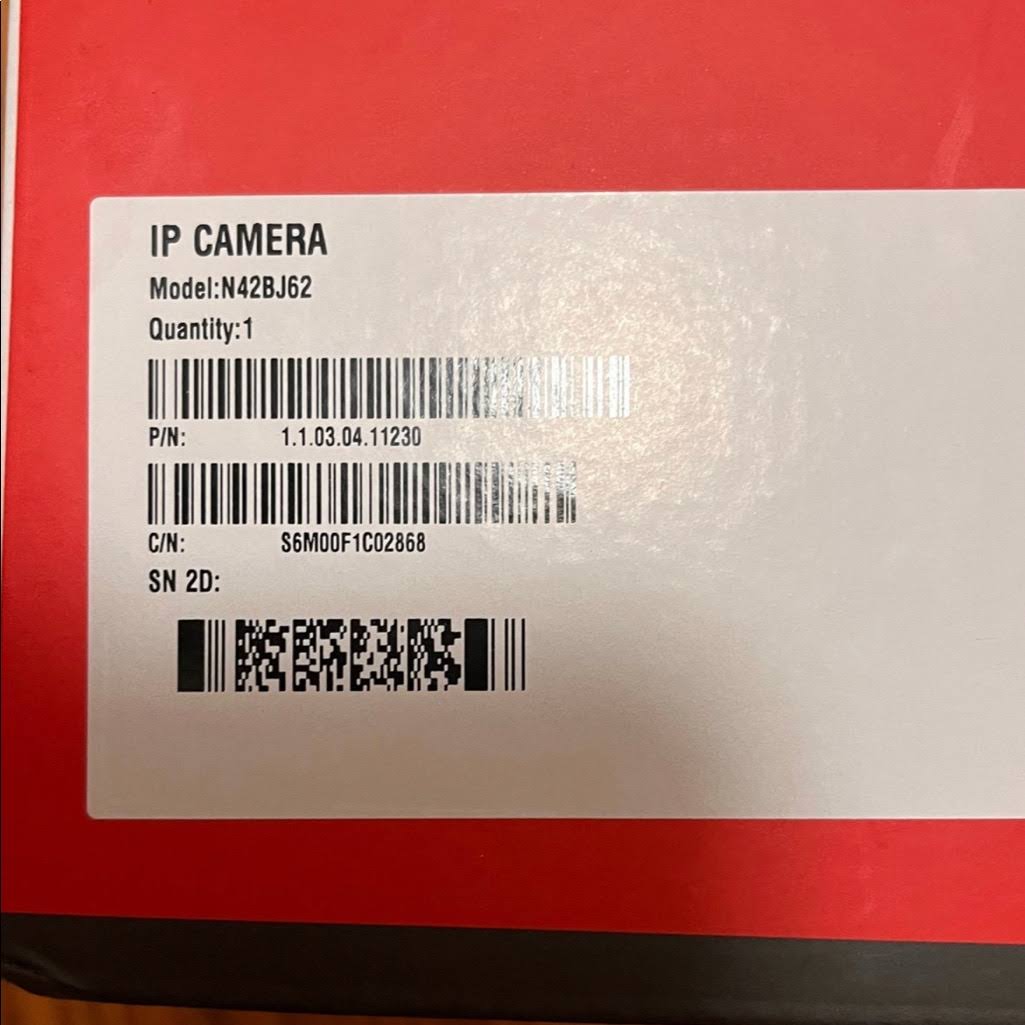 IP CAMERA
Model:N42BJ62
Quantity:1
P/N: 1.1.03.04.11230
C/N: S6M00F1C02868
SN 2D: